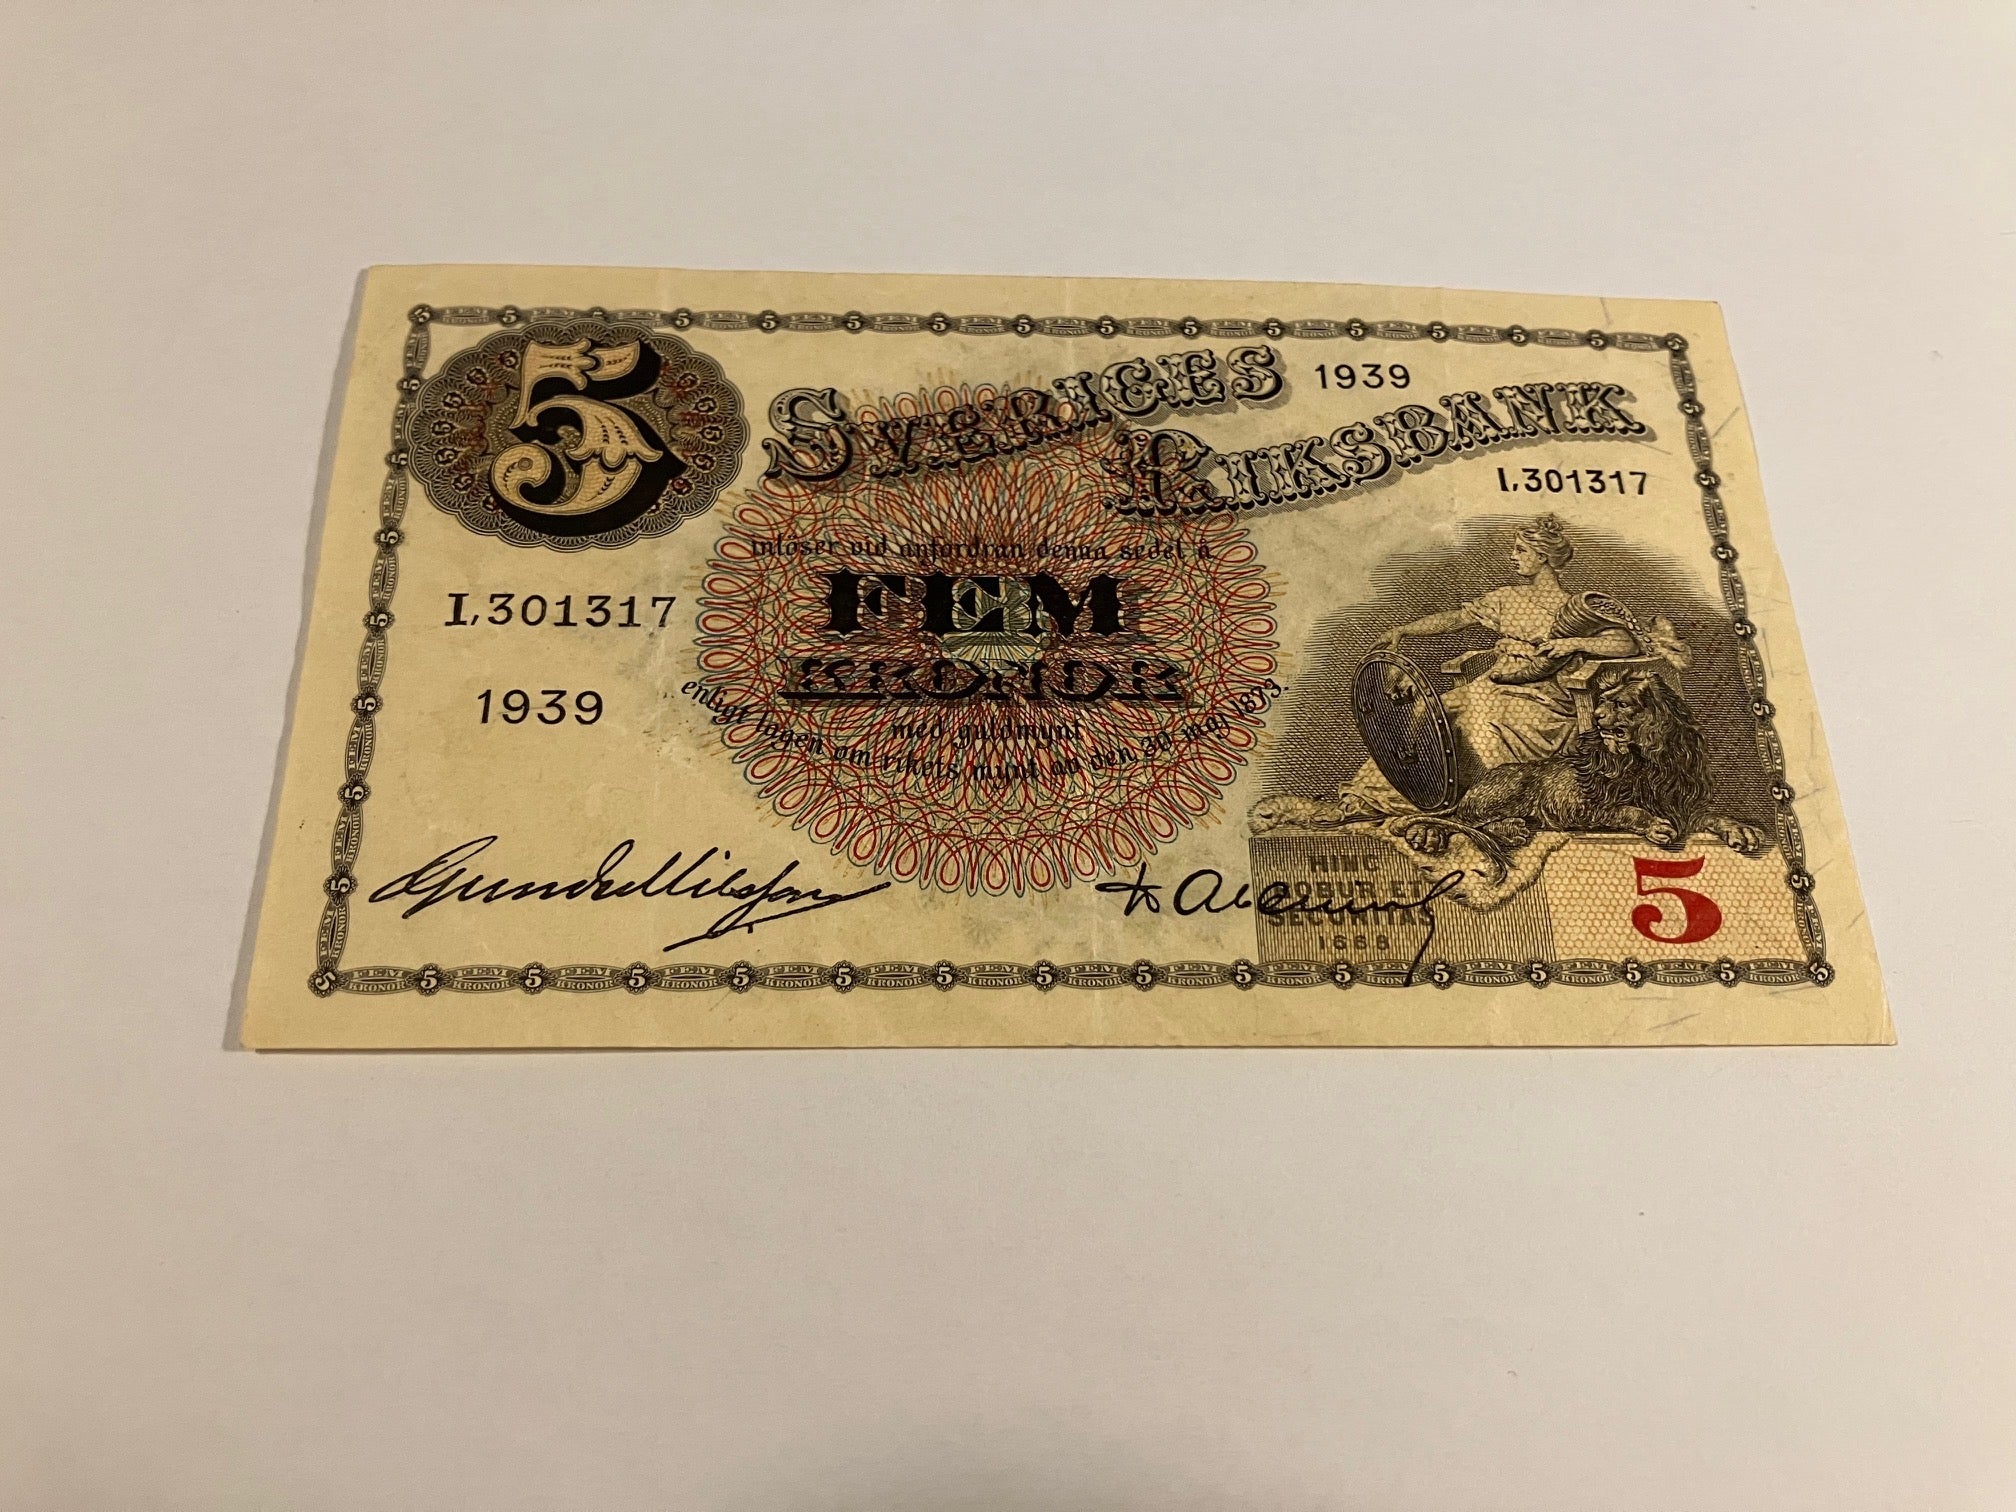 5
SVERIGES 1939
RIKSBANK
I,301317
inlöser vid anfordran denna sedel å
FEM
I,301317
KRONOR
1939
med guldmynt
enligt lagen om rikets mynt av den 30 maj 1873.
HINC
ROBUR ET
SECURITAS
1668
5